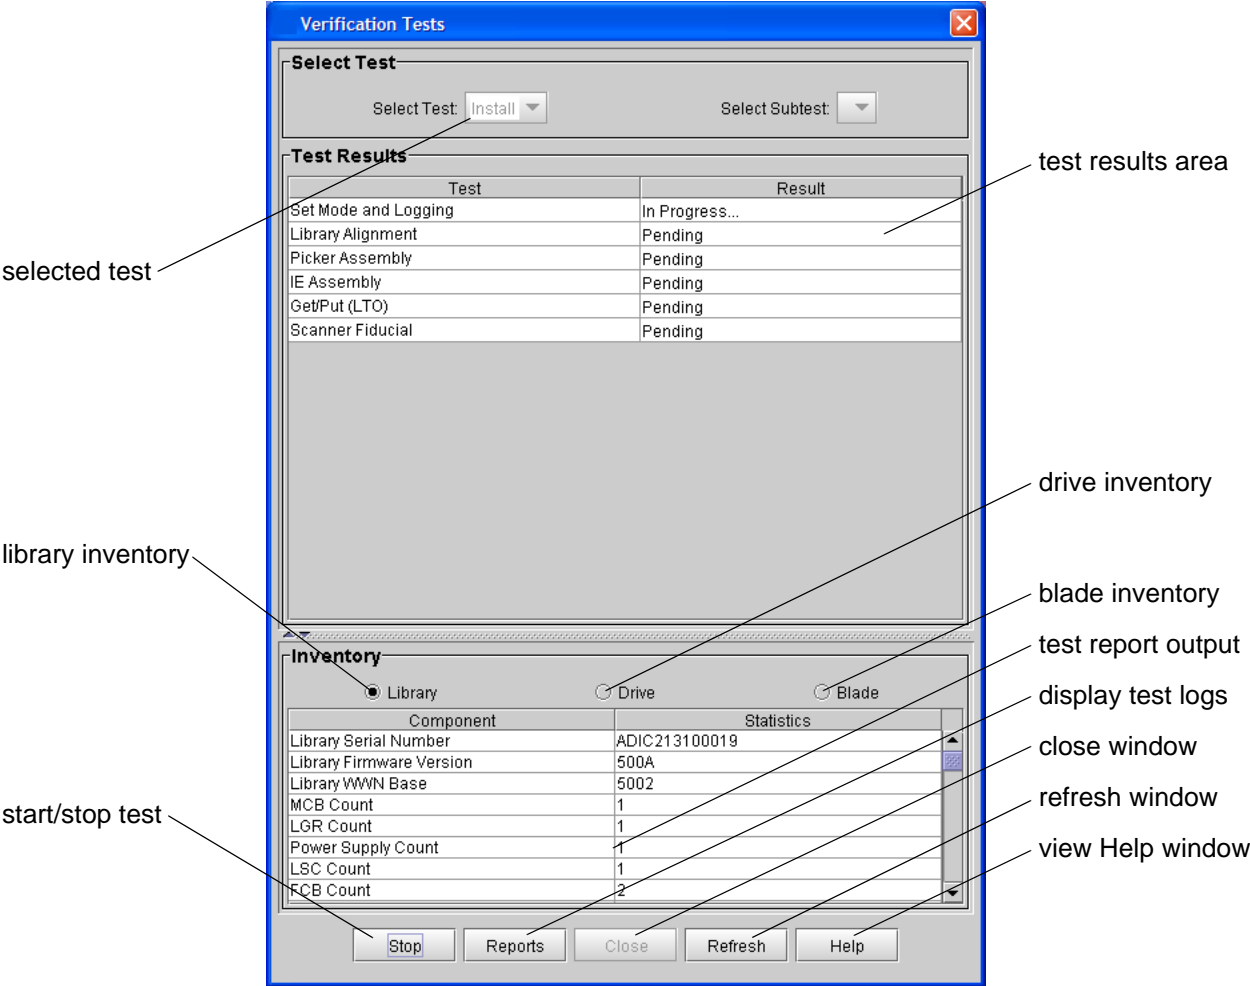 Verification Tests
Select Test
Select Test: Install
Select Subtest:
Test Results
Test Result
Set Mode and Logging In Progress...
Library Alignment Pending
Picker Assembly Pending
IE Assembly Pending
Get/Put (LTO) Pending
Scanner Fiducial Pending
Inventory
Library Drive Blade
Component Statistics
Library Serial Number ADIC213100019
Library Firmware Version 500A
Library WWN Base 5002
MCB Count 1
LGR Count 1
Power Supply Count 1
LSC Count 1
FCB Count 2
Stop Reports Close Refresh Help
selected test
library inventory
start/stop test
test results area
drive inventory
blade inventory
test report output
display test logs
close window
refresh window
view Help window